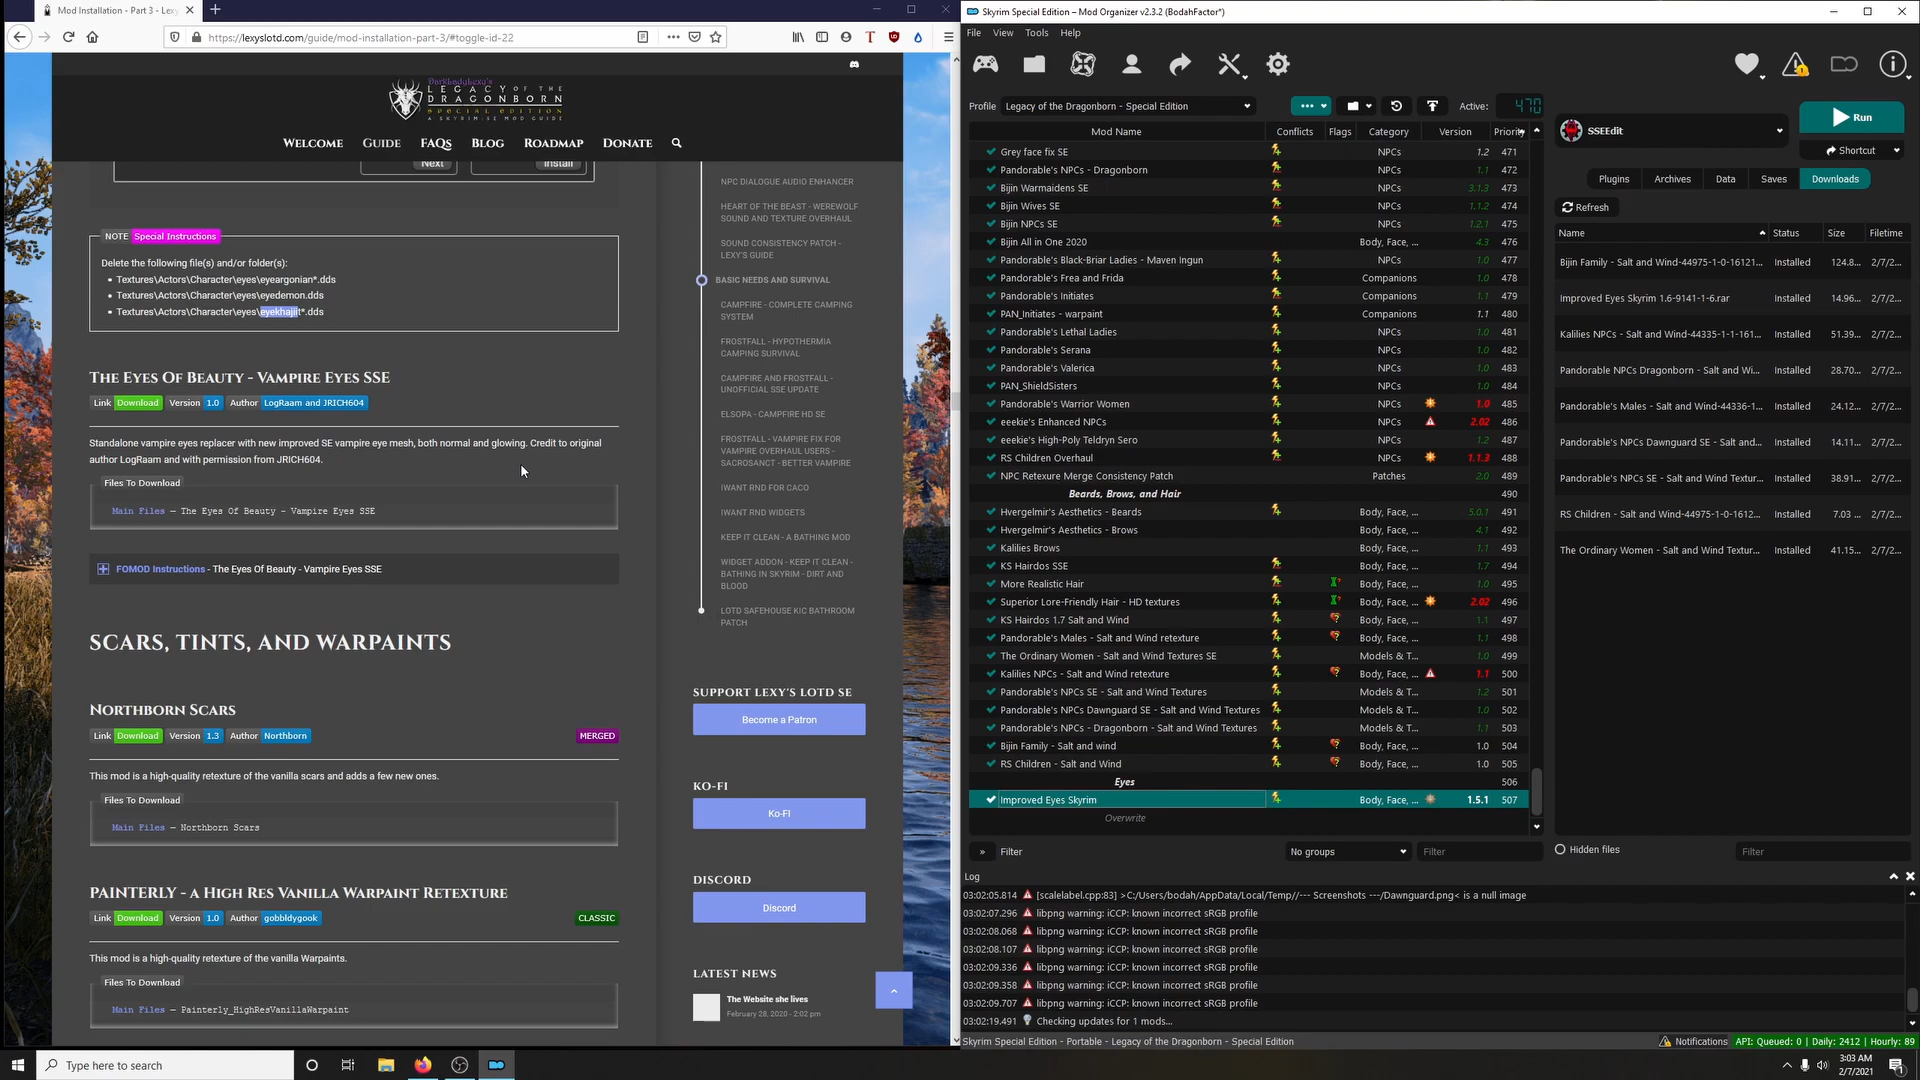 Mod Installation - Part 3 - Lexy
https://lexyslotd.com/guide/mod-installation-part-3/#toggle-id-22
DarkLadyLexy's
LEGACY OF THE
DRAGONBORN
SPECIAL EDITION
A SKYRIM:SE MOD GUIDE
WELCOME GUIDE FAQS BLOG ROADMAP DONATE
Next Install
NOTE Special Instructions
Delete the following file(s) and/or folder(s):
Textures\Actors\Character\eyes\eyeargonian*.dds
Textures\Actors\Character\eyes\eyedemon.dds
Textures\Actors\Character\eyes\eyekhajiit*.dds
THE EYES OF BEAUTY - VAMPIRE EYES SSE
Link Download Version 1.0 Author LogRaam and JRICH604
Standalone vampire eyes replacer with new improved SE vampire eye mesh, both normal and glowing. Credit to original
author LogRaam and with permission from JRICH604.
Files To Download
Main Files – The Eyes Of Beauty - Vampire Eyes SSE
FOMOD Instructions - The Eyes Of Beauty - Vampire Eyes SSE
SCARS, TINTS, AND WARPAINTS
NORTHBORN SCARS
Link Download Version 1.3 Author Northborn MERGED
This mod is a high-quality retexture of the vanilla scars and adds a few new ones.
Files To Download
Main Files – Northborn Scars
PAINTERLY - A HIGH RES VANILLA WARPAINT RETEXTURE
Link Download Version 1.0 Author gobbldygook CLASSIC
This mod is a high-quality retexture of the vanilla Warpaints.
Files To Download
Main Files – Painterly_HighResVanillaWarpaint
NPC DIALOGUE AUDIO ENHANCER
HEART OF THE BEAST - WEREWOLF
SOUND AND TEXTURE OVERHAUL
SOUND CONSISTENCY PATCH -
LEXY'S GUIDE
BASIC NEEDS AND SURVIVAL
CAMPFIRE - COMPLETE CAMPING
SYSTEM
FROSTFALL - HYPOTHERMIA
CAMPING SURVIVAL
CAMPFIRE AND FROSTFALL -
UNOFFICIAL SSE UPDATE
ELSOPA - CAMPFIRE HD SE
FROSTFALL - VAMPIRE FIX FOR
VAMPIRE OVERHAUL USERS -
SACROSANCT - BETTER VAMPIRE
IWANT RND FOR CACO
IWANT RND WIDGETS
KEEP IT CLEAN - A BATHING MOD
WIDGET ADDON - KEEP IT CLEAN -
BATHING IN SKYRIM - DIRT AND
BLOOD
LOTD SAFEHOUSE KIC BATHROOM
PATCH
SUPPORT LEXY'S LOTD SE
Become a Patron
KO-FI
Ko-Fi
DISCORD
Discord
LATEST NEWS
The Website she lives
February 28, 2020 - 2:02 pm
Skyrim Special Edition – Mod Organizer v2.3.2 (BodahFactor*)
File View Tools Help
Profile Legacy of the Dragonborn - Special Edition Active: 470
Mod Name Conflicts Flags Category Version Priority
Grey face fix SE NPCs 1.2 471
Pandorable's NPCs - Dragonborn NPCs 1.1 472
Bijin Warmaidens SE NPCs 3.1.3 473
Bijin Wives SE NPCs 1.1.2 474
Bijin NPCs SE NPCs 1.2.1 475
Bijin All in One 2020 Body, Face, ... 4.3 476
Pandorable's Black-Briar Ladies - Maven Ingun NPCs 1.0 477
Pandorable's Frea and Frida Companions 1.0 478
Pandorable's Initiates Companions 1.0 479
PAN_Initiates - warpaint Companions 1.1 480
Pandorable's Lethal Ladies NPCs 1.0 481
Pandorable's Serana NPCs 1.0 482
Pandorable's Valerica NPCs 1.0 483
PAN_ShieldSisters NPCs 1.0 484
Pandorable's Warrior Women NPCs 1.0 485
eeekie's Enhanced NPCs NPCs 2.02 486
eeekie's High-Poly Teldryn Sero NPCs 1.2 487
RS Children Overhaul NPCs 1.1.3 488
NPC Retexture Merge Consistency Patch Patches 2.0 489
Beards, Brows, and Hair 490
Hvergelmir's Aesthetics - Beards Body, Face, ... 5.0.1 491
Hvergelmir's Aesthetics - Brows Body, Face, ... 4.1 492
Kalilies Brows Body, Face, ... 1.1 493
KS Hairdos SSE Body, Face, ... 1.7 494
More Realistic Hair Body, Face, ... 1.0 495
Superior Lore-Friendly Hair - HD textures Body, Face, ... 2.02 496
KS Hairdos 1.7 Salt and Wind Body, Face, ... 1.1 497
Pandorable's Males - Salt and Wind retexture Body, Face, ... 1.1 498
The Ordinary Women - Salt and Wind Textures SE Models & T... 1.0 499
Kalilies NPCs - Salt and Wind retexture Models & T... 1.1 500
Pandorable's NPCs SE - Salt and Wind Textures Models & T... 1.2 501
Pandorable's NPCs Dawnguard SE - Salt and Wind Textures Models & T... 1.0 502
Pandorable's NPCs - Dragonborn - Salt and Wind Textures Models & T... 1.1 503
Bijin Family - Salt and wind Body, Face, ... 1.0 504
RS Children - Salt and Wind Body, Face, ... 1.0 505
Eyes 506
Improved Eyes Skyrim Body, Face, ... 1.5.1 507
Overwrite
» Filter No groups Filter
SSEEdit
Run
Shortcut
Plugins Archives Data Saves Downloads
Refresh
Name Status Size Filetime
Bijin Family - Salt and Wind-44975-1-0-16121... Installed 124.8... 2/7/2...
Improved Eyes Skyrim 1.6-9141-1-6.rar Installed 14.96... 2/7/2...
Kalilies NPCs - Salt and Wind-44335-1-1-161... Installed 51.39... 2/7/2...
Pandorable NPCs Dragonborn - Salt and Wi... Installed 28.70... 2/7/2...
Pandorable's Males - Salt and Wind-44336-1... Installed 24.12... 2/7/2...
Pandorable's NPCs Dawnguard SE - Salt and... Installed 14.11... 2/7/2...
Pandorable's NPCs SE - Salt and Wind Textur... Installed 38.91... 2/7/2...
RS Children - Salt and Wind-44975-1-0-1612... Installed 7.03 ... 2/7/2...
The Ordinary Women - Salt and Wind Textur... Installed 41.15... 2/7/2...
Hidden files Filter
Log
03:02:05.814 [scalelabel.cpp:83] >C:/Users/bodah/AppData/Local/Temp//--- Screenshots ---/Dawnguard.png< is a null image
03:02:07.296 libpng warning: iCCP: known incorrect sRGB profile
03:02:08.068 libpng warning: iCCP: known incorrect sRGB profile
03:02:08.107 libpng warning: iCCP: known incorrect sRGB profile
03:02:09.336 libpng warning: iCCP: known incorrect sRGB profile
03:02:09.358 libpng warning: iCCP: known incorrect sRGB profile
03:02:09.707 libpng warning: iCCP: known incorrect sRGB profile
03:02:19.491 Checking updates for 1 mods...
Skyrim Special Edition - Portable - Legacy of the Dragonborn - Special Edition Notifications API: Queued: 0 | Daily: 2412 | Hourly: 89
Type here to search
3:03 AM
2/7/2021